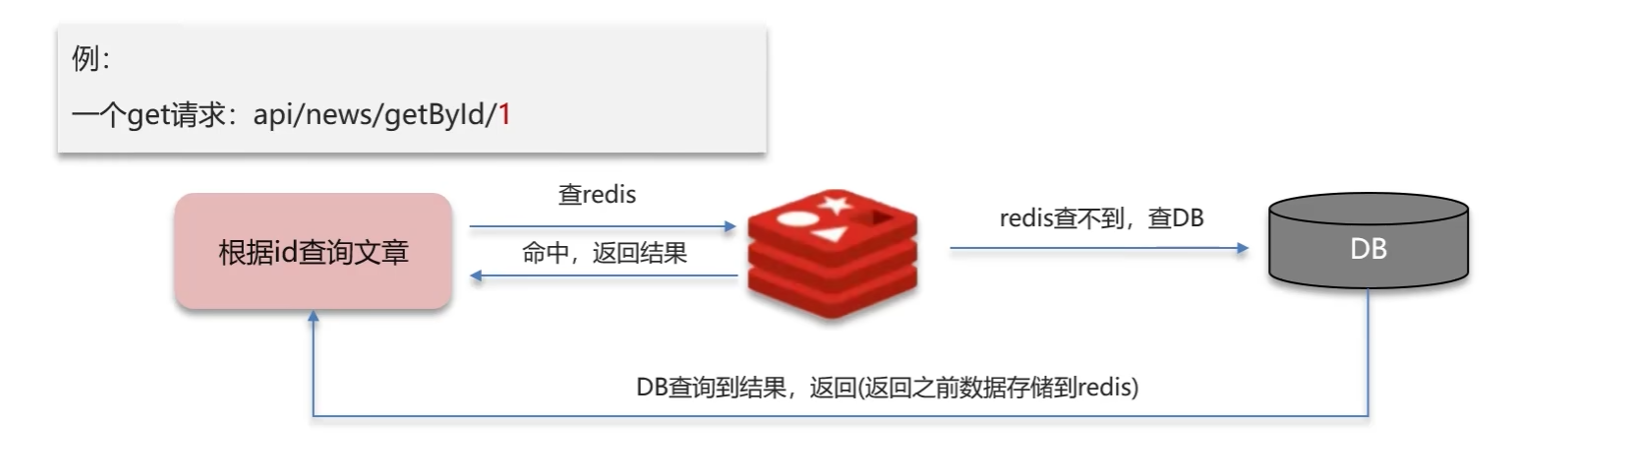 例：
一个get请求：api/news/getById/1
查redis
根据id查询文章
命中，返回结果
redis查不到，查DB
DB
DB查询到结果，返回(返回之前数据存储到redis)